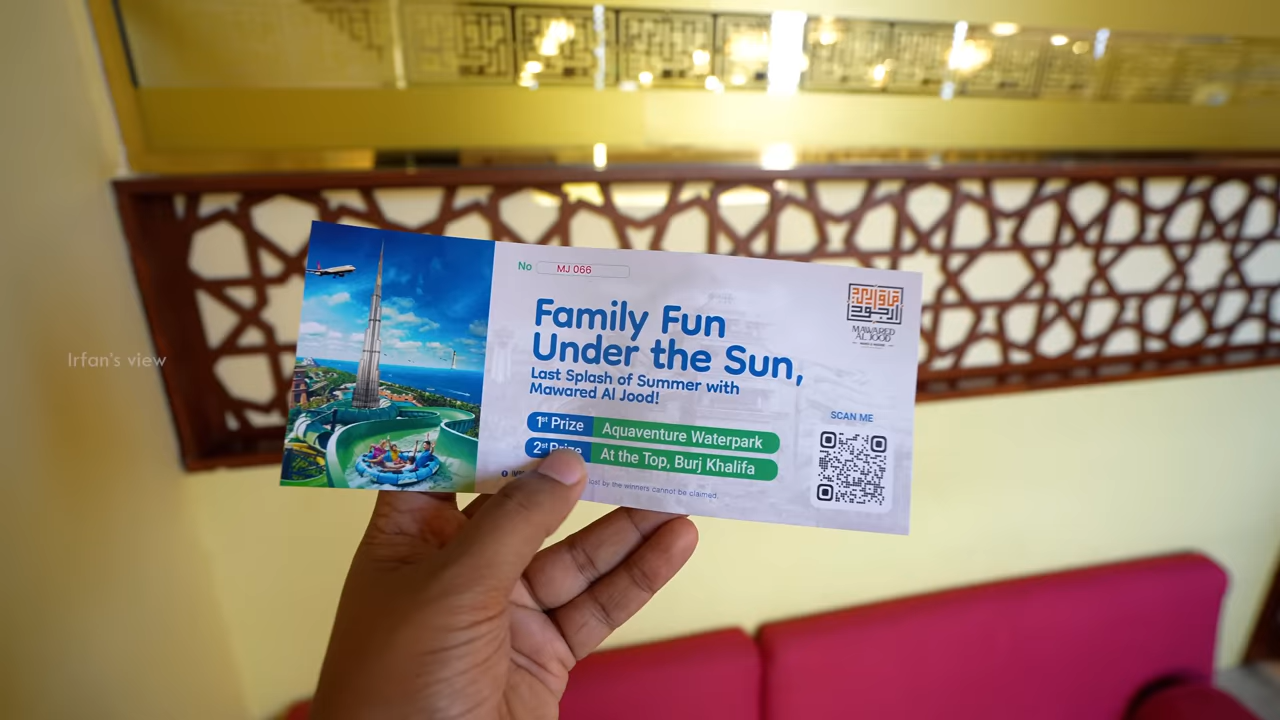 No MJ 066
Family Fun
Under the Sun,
Last Splash of Summer with
Mawared Al Jood!
1st Prize Aquaventure Waterpark
2st Prize At the Top, Burj Khalifa
lost by the winners cannot be claimed.
MAWARED
AL JOOD
SCAN ME
Irfan's view